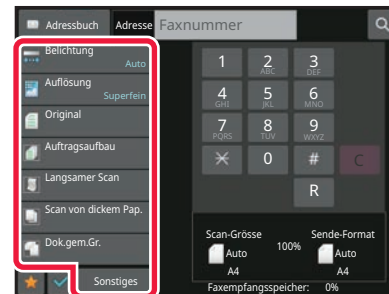 Adressbuch Adresse Faxnummer
Belichtung
Auto
Auflösung
Superfein
Original
Auftragsaufbau
Langsamer Scan
Scan von dickem Pap.
Dok.gem.Gr.
Sonstiges
1 2 3
ABC DEF
4 5 6
GHI JKL MNO
7 8 9
PQRS TUV WXYZ
0 # C
R
Scan-Grösse Sende-Format
Auto 100% Auto
A4 A4
Faxempfangsspeicher: 0%